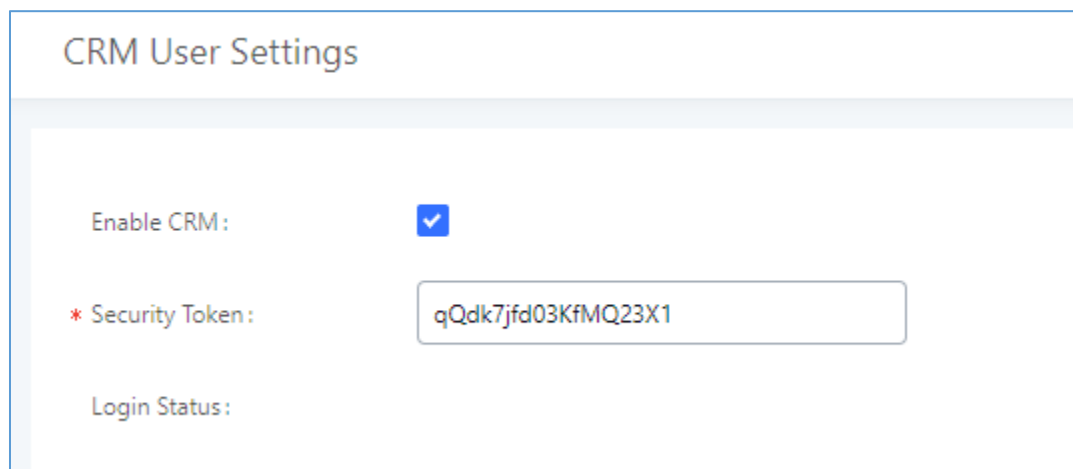 CRM User Settings
Enable CRM:
* Security Token: qQdk7jfd03KfMQ23X1
Login Status: